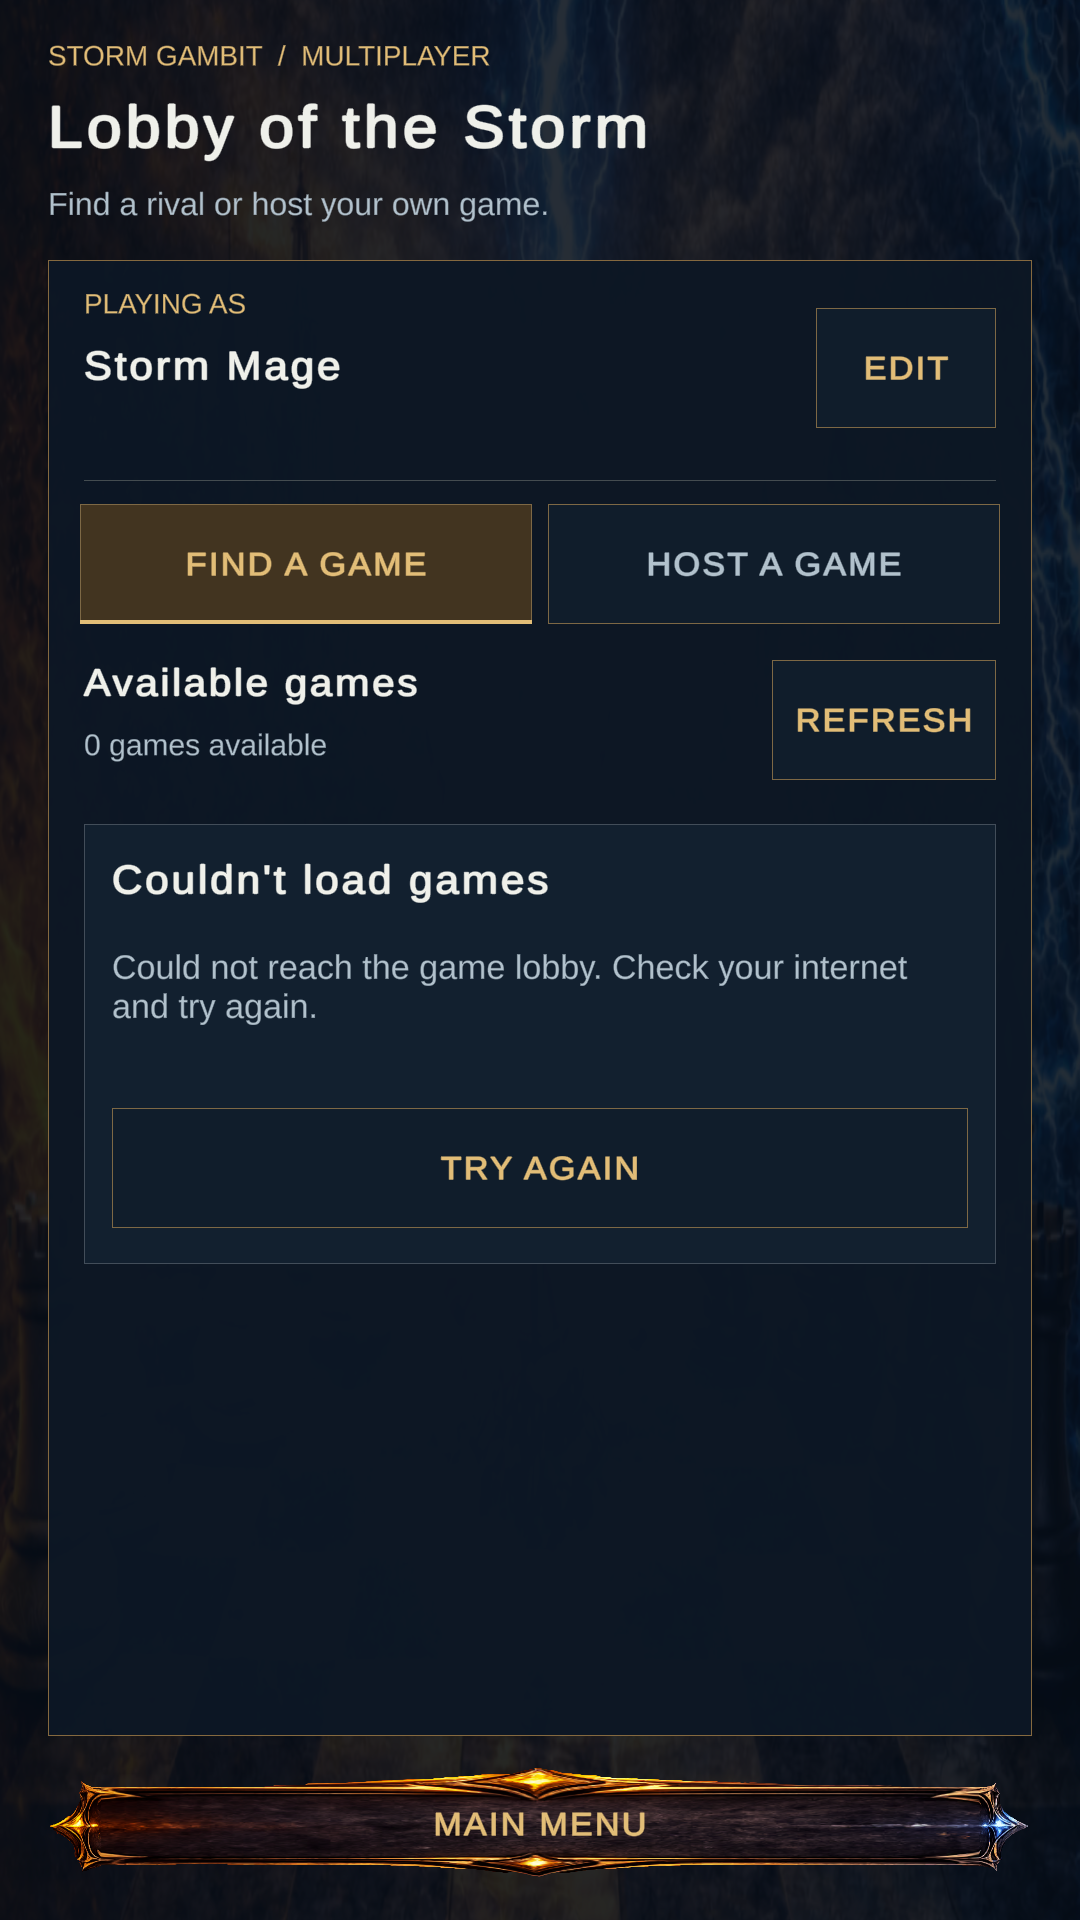 STORM GAMBIT / MULTIPLAYER
Lobby of the Storm
Find a rival or host your own game.
PLAYING AS
Storm Mage
EDIT
FIND A GAME
HOST A GAME
Available games
0 games available
REFRESH
Couldn't load games
Could not reach the game lobby. Check your internet
and try again.
TRY AGAIN
MAIN MENU